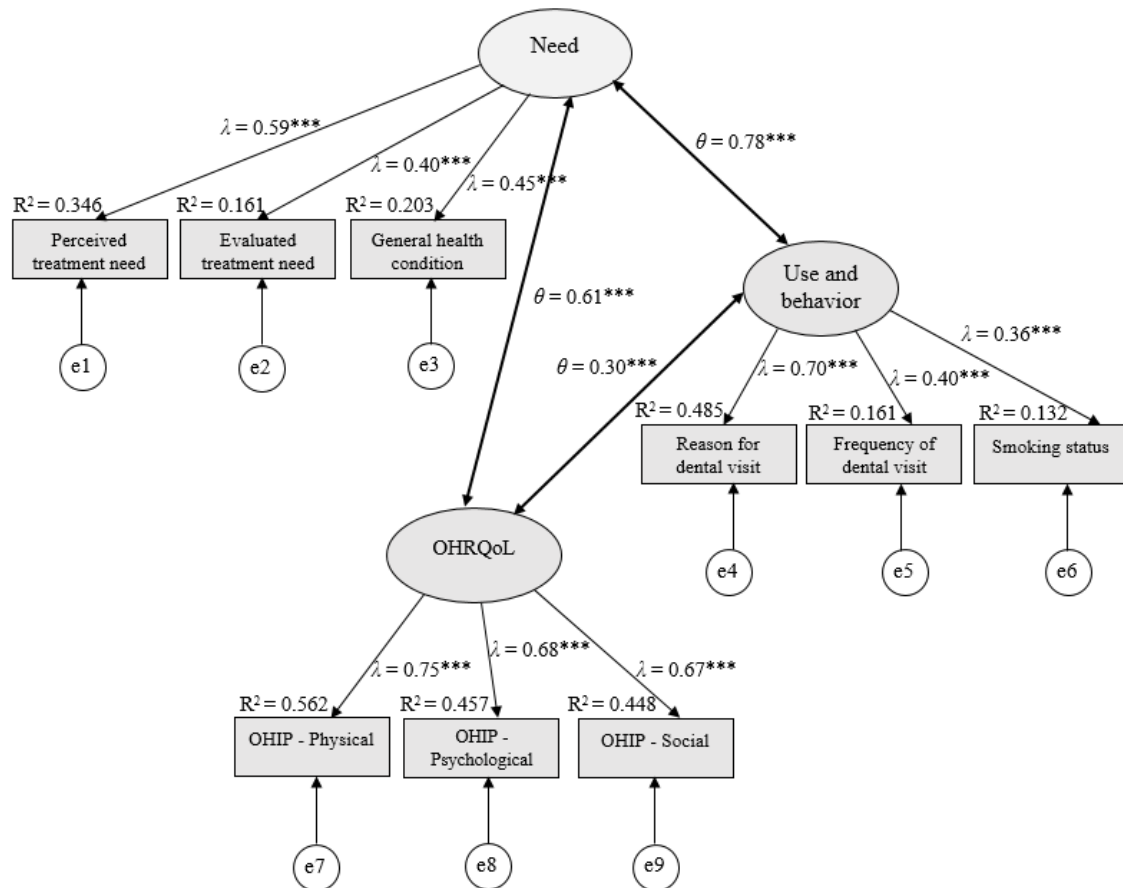 Need
λ = 0.59***
λ = 0.40***
λ = 0.45***
θ = 0.78***
R² = 0.346
R² = 0.161
R² = 0.203
Perceived
treatment need
Evaluated
treatment need
General health
condition
Use and
behavior
θ = 0.61***
θ = 0.30***
e1
e2
e3
λ = 0.36***
λ = 0.70***
λ = 0.40***
R² = 0.485
R² = 0.161
R² = 0.132
Reason for
dental visit
Frequency of
dental visit
Smoking status
OHRQoL
e4
e5
e6
λ = 0.75***
λ = 0.68***
λ = 0.67***
R² = 0.562
R² = 0.457
R² = 0.448
OHIP - Physical
OHIP -
Psychological
OHIP - Social
e7
e8
e9